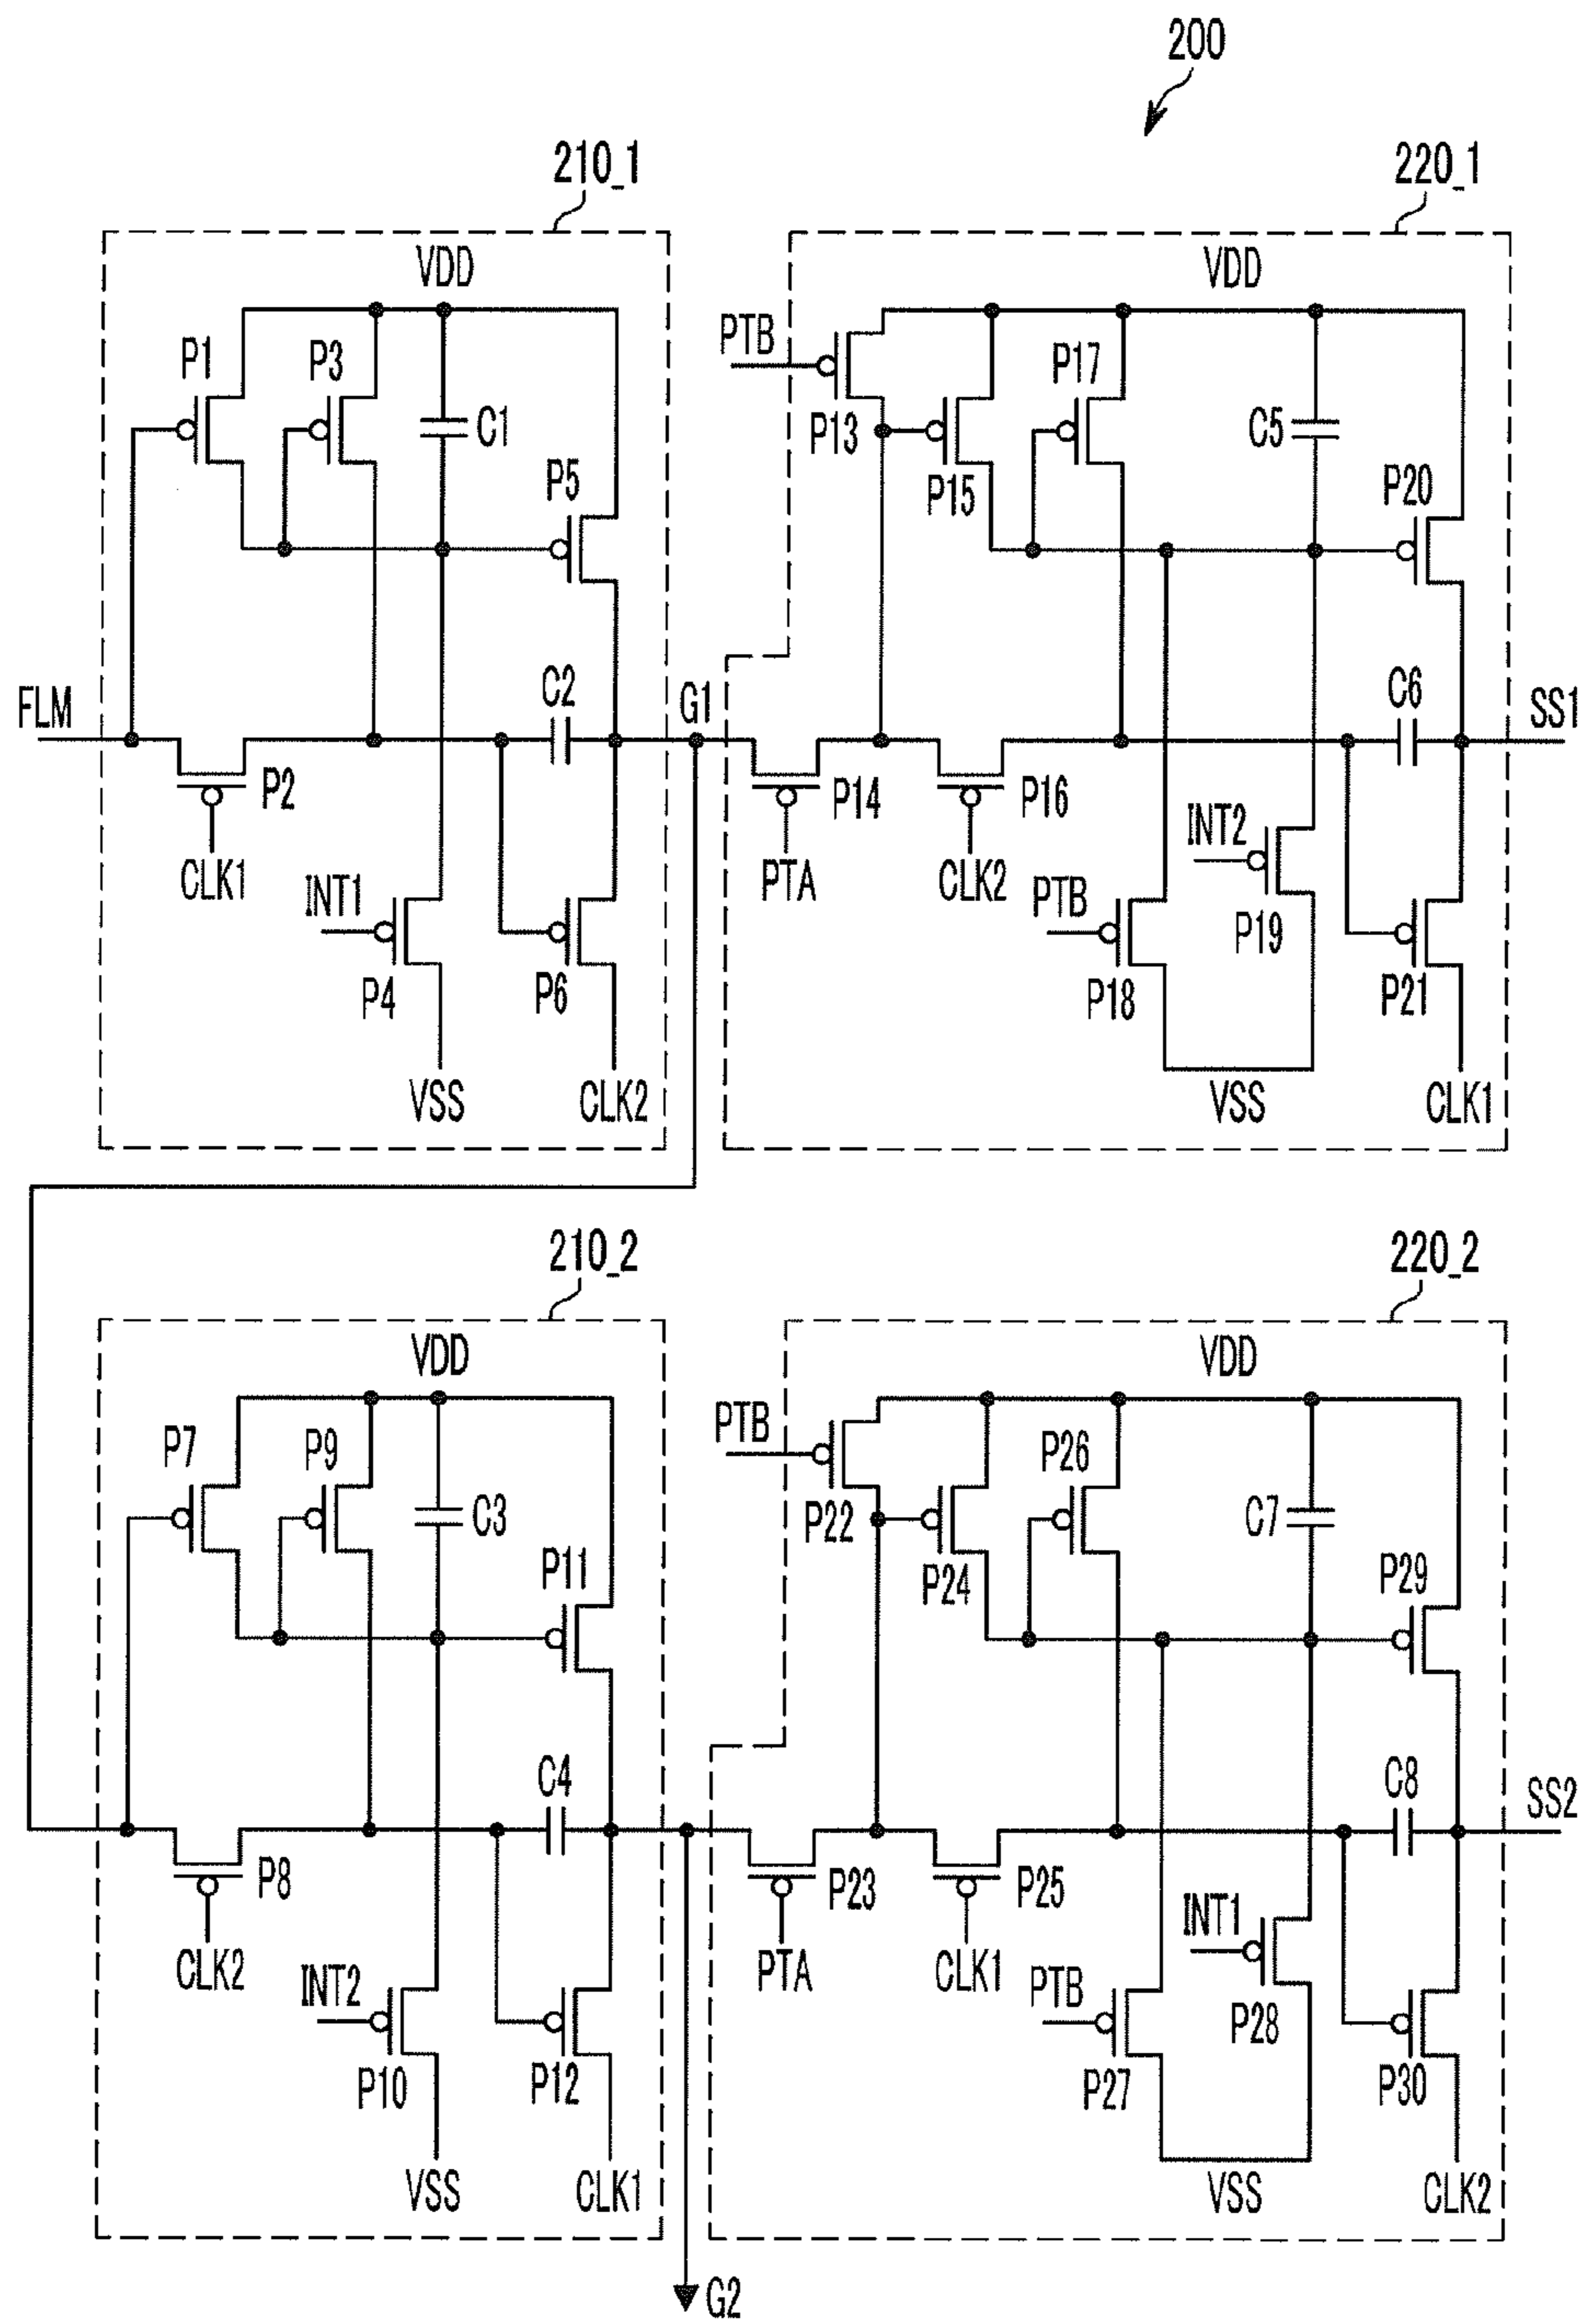 200
210_1
220_1
VDD
VDD
PTB
P1
P3
C1
P5
P13
P15
P17
C5
P20
FLM
C2
G1
C6
SS1
P2
P14
P16
CLK1
PTA
CLK2
INT1
INT2
PTB
P4
P6
P18
P19
P21
VSS
CLK2
VSS
CLK1
210_2
220_2
VDD
VDD
PTB
P7
P9
C3
P11
P22
P24
P26
C7
P29
C4
C8
SS2
P8
P23
P25
CLK2
PTA
CLK1
INT2
INT1
PTB
P10
P12
P27
P28
P30
VSS
CLK1
VSS
CLK2
G2